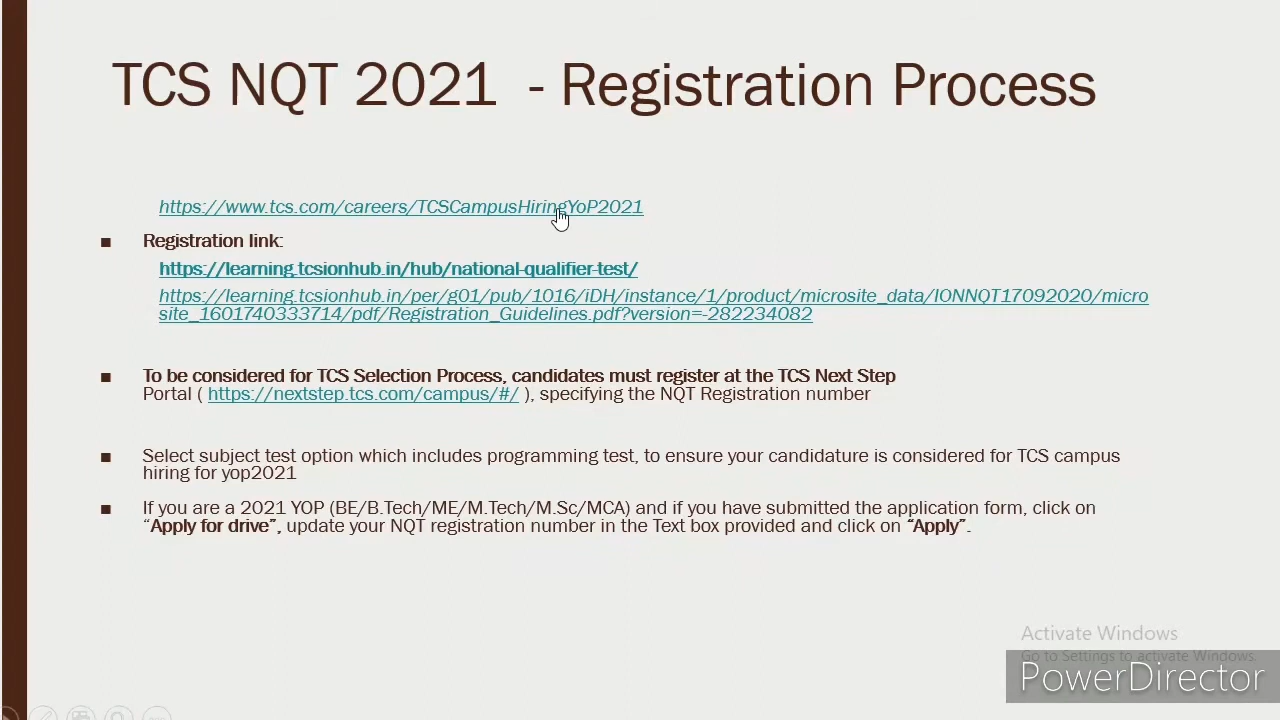 TCS NQT 2021 - Registration Process
https://www.tcs.com/careers/TCSCampusHiringYoP2021
■ Registration link:
https://learning.tcsionhub.in/hub/national-qualifier-test/
https://learning.tcsionhub.in/per/g01/pub/1016/iDH/instance/1/product/microsite_data/IONNQT17092020/micro
site_1601740333714/pdf/Registration_Guidelines.pdf?version=-282234082
■ To be considered for TCS Selection Process, candidates must register at the TCS Next Step
Portal ( https://nextstep.tcs.com/campus/#/ ), specifying the NQT Registration number
■ Select subject test option which includes programming test, to ensure your candidature is considered for TCS campus
hiring for yop2021
■ If you are a 2021 YOP (BE/B.Tech/ME/M.Tech/M.Sc/MCA) and if you have submitted the application form, click on
“Apply for drive”, update your NQT registration number in the Text box provided and click on “Apply”.
Activate Windows
Go to Settings to activate Windows.
PowerDirector